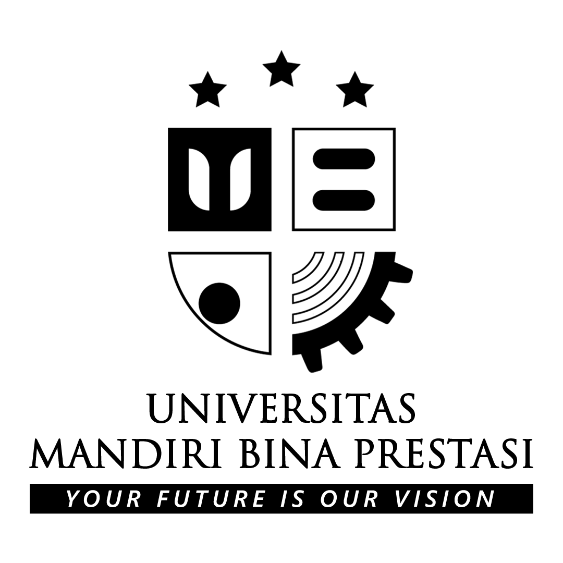 UNIVERSITAS
MANDIRI BINA PRESTASI
YOUR FUTURE IS OUR VISION